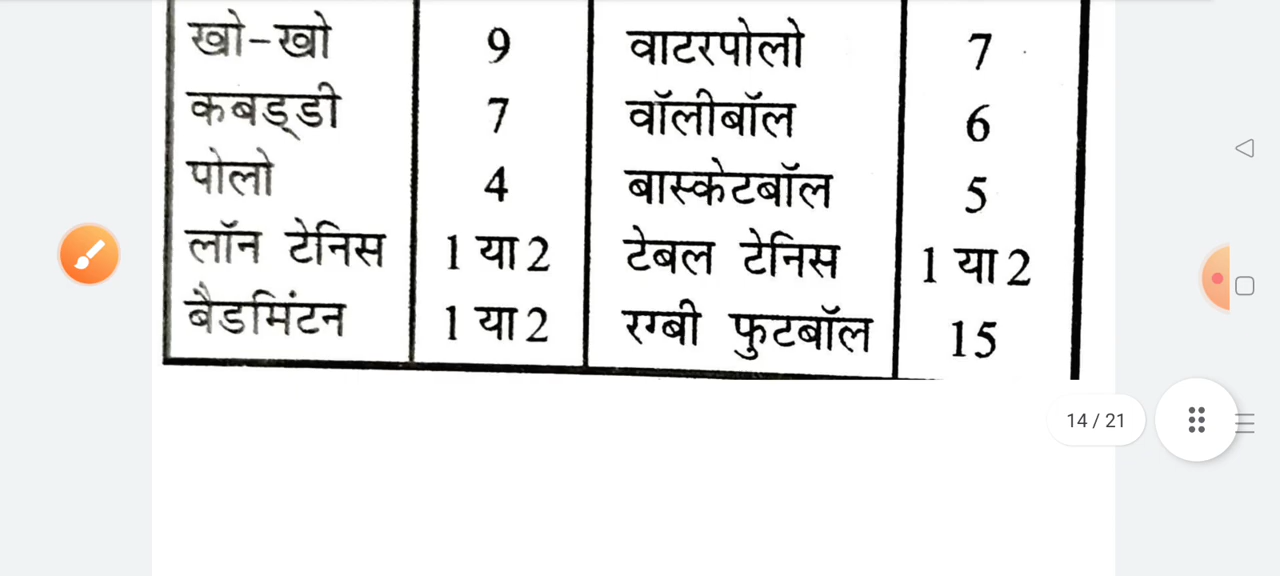 खो-खो 9 वाटरपोलो 7
कबड्डी 7 वॉलीबॉल 6
पोलो 4 बास्केटबॉल 5
लॉन टेनिस 1 या 2 टेबल टेनिस 1 या 2
बैडमिंटन 1 या 2 रग्बी फुटबॉल 15
14 / 21